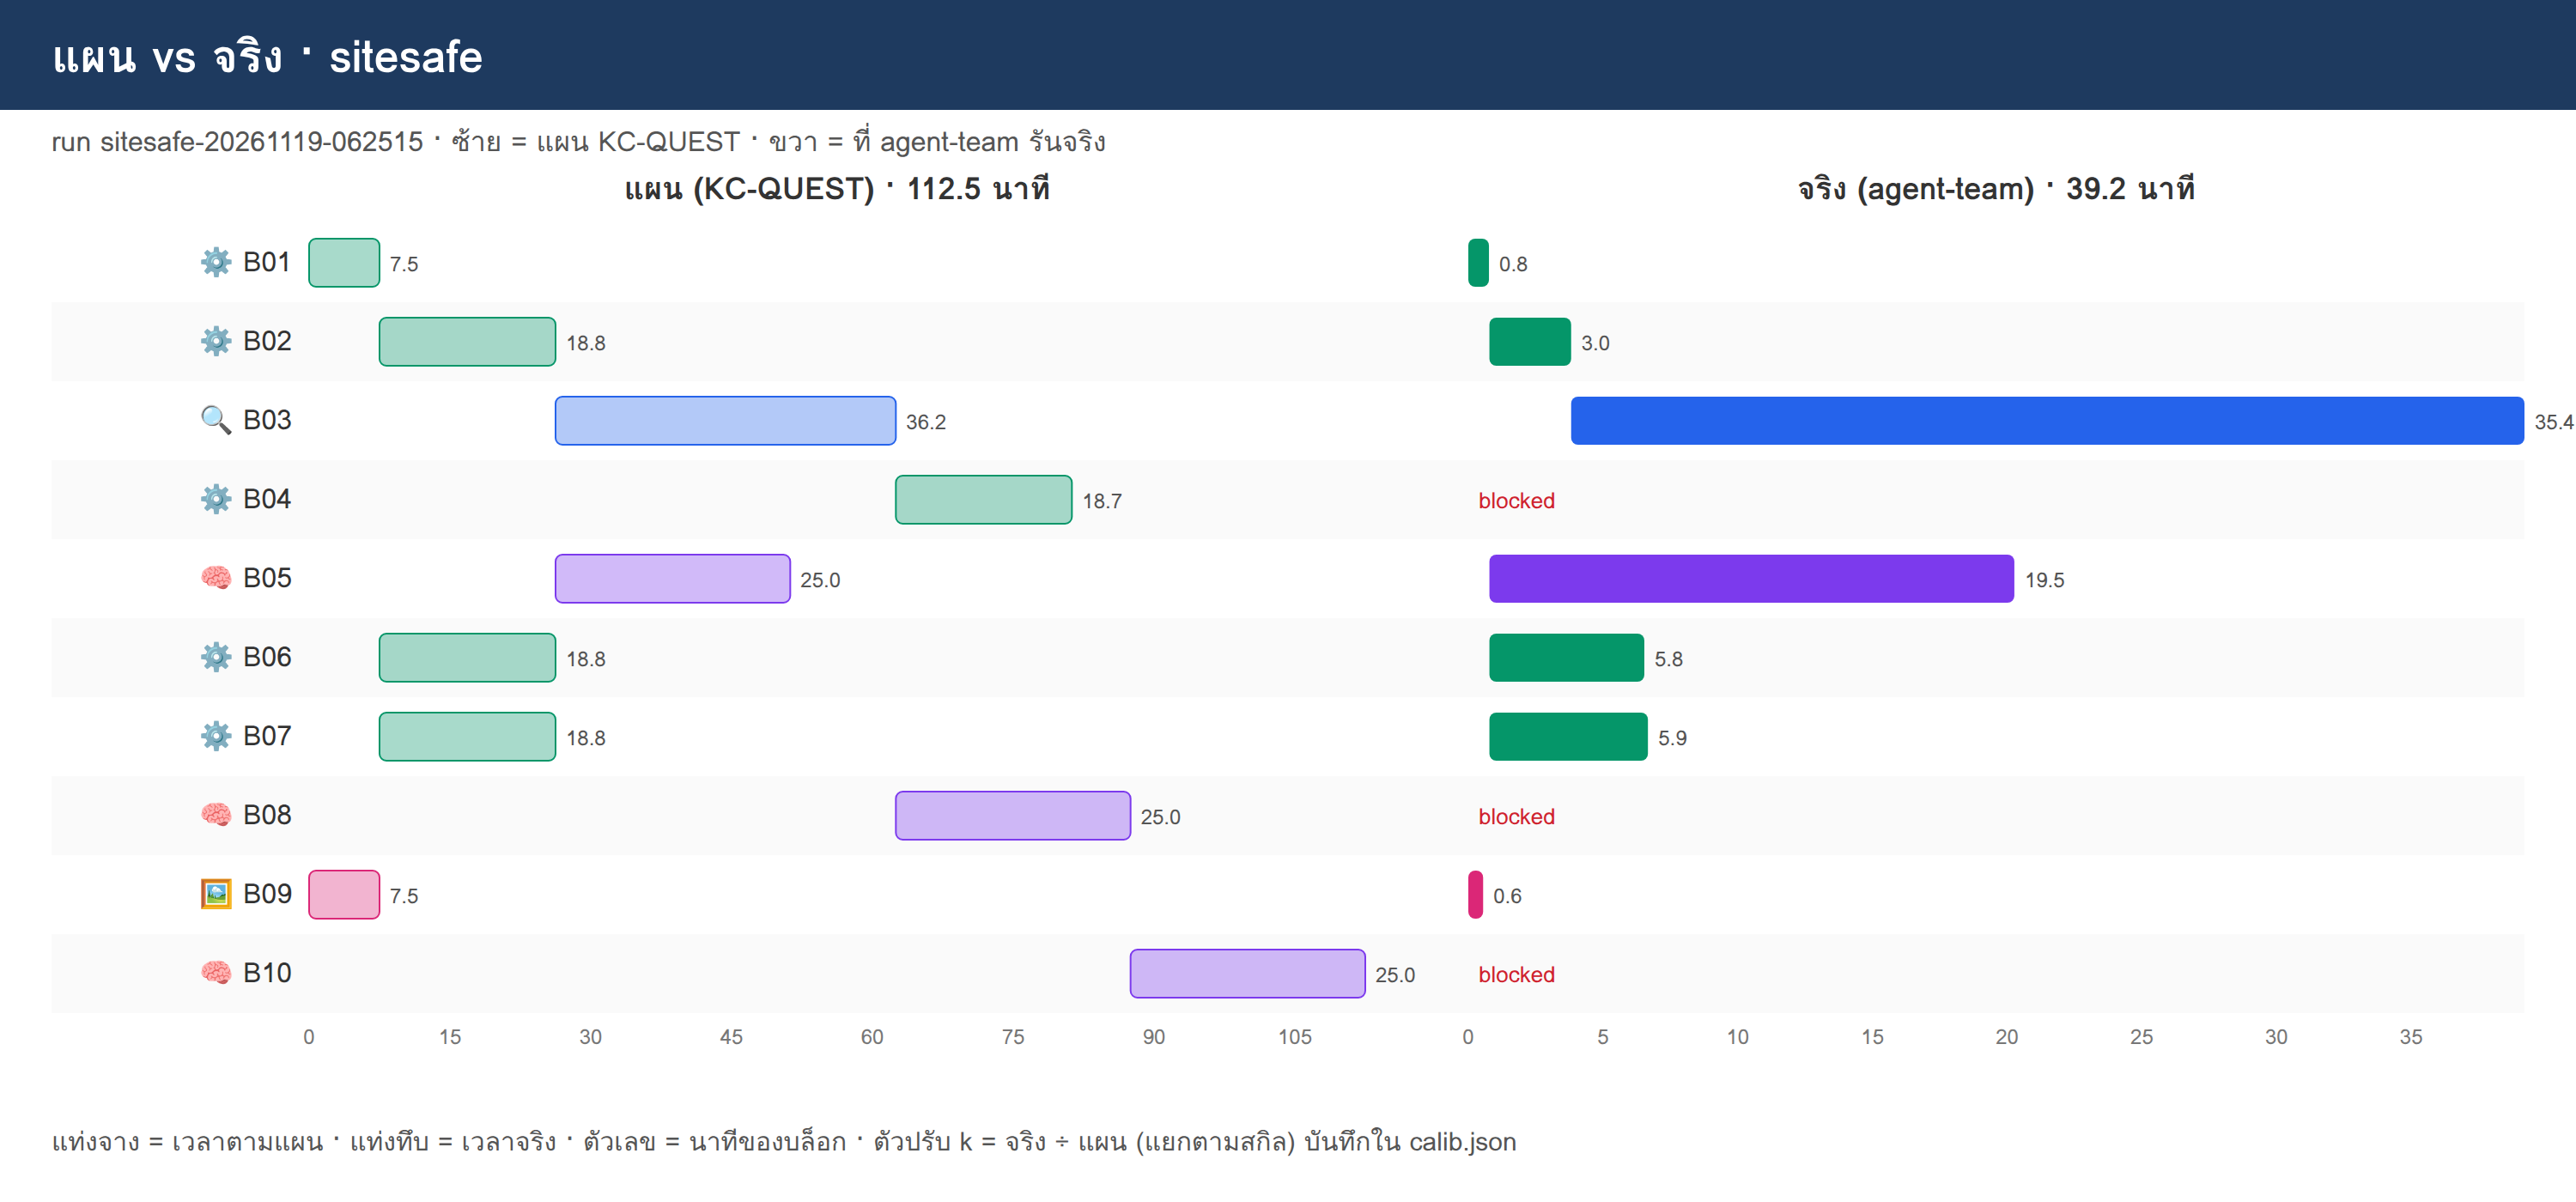 แผน vs จริง · sitesafe
run sitesafe-20261119-062515 · ซ้าย = แผน KC-QUEST · ขวา = ที่ agent-team รันจริง
แผน (KC-QUEST) · 112.5 นาที
จริง (agent-team) · 39.2 นาที
B01 7.5 0.8
B02 18.8 3.0
B03 36.2 35.4
B04 18.7 blocked
B05 25.0 19.5
B06 18.8 5.8
B07 18.8 5.9
B08 25.0 blocked
B09 7.5 0.6
B10 25.0 blocked
0 15 30 45 60 75 90 105
0 5 10 15 20 25 30 35
แท่งจาง = เวลาตามแผน · แท่งทึบ = เวลาจริง · ตัวเลข = นาทีของบล็อก · ตัวปรับ k = จริง ÷ แผน (แยกตามสกิล) บันทึกใน calib.json